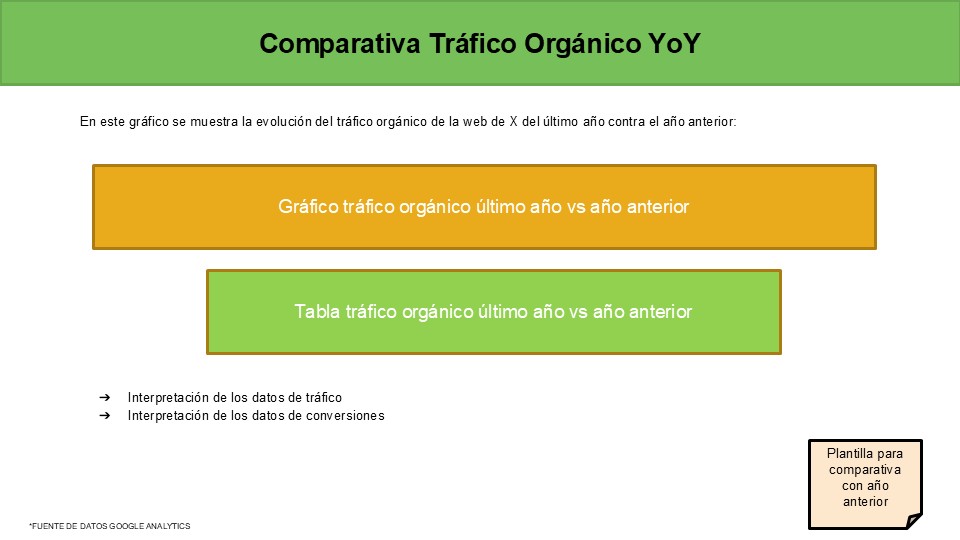 Comparativa Tráfico Orgánico YoY
En este gráfico se muestra la evolución del tráfico orgánico de la web de X del último año contra el año anterior:
Gráfico tráfico orgánico último año vs año anterior
Tabla tráfico orgánico último año vs año anterior
➔ Interpretación de los datos de tráfico
➔ Interpretación de los datos de conversiones
Plantilla para
comparativa
con año
anterior
*FUENTE DE DATOS GOOGLE ANALYTICS